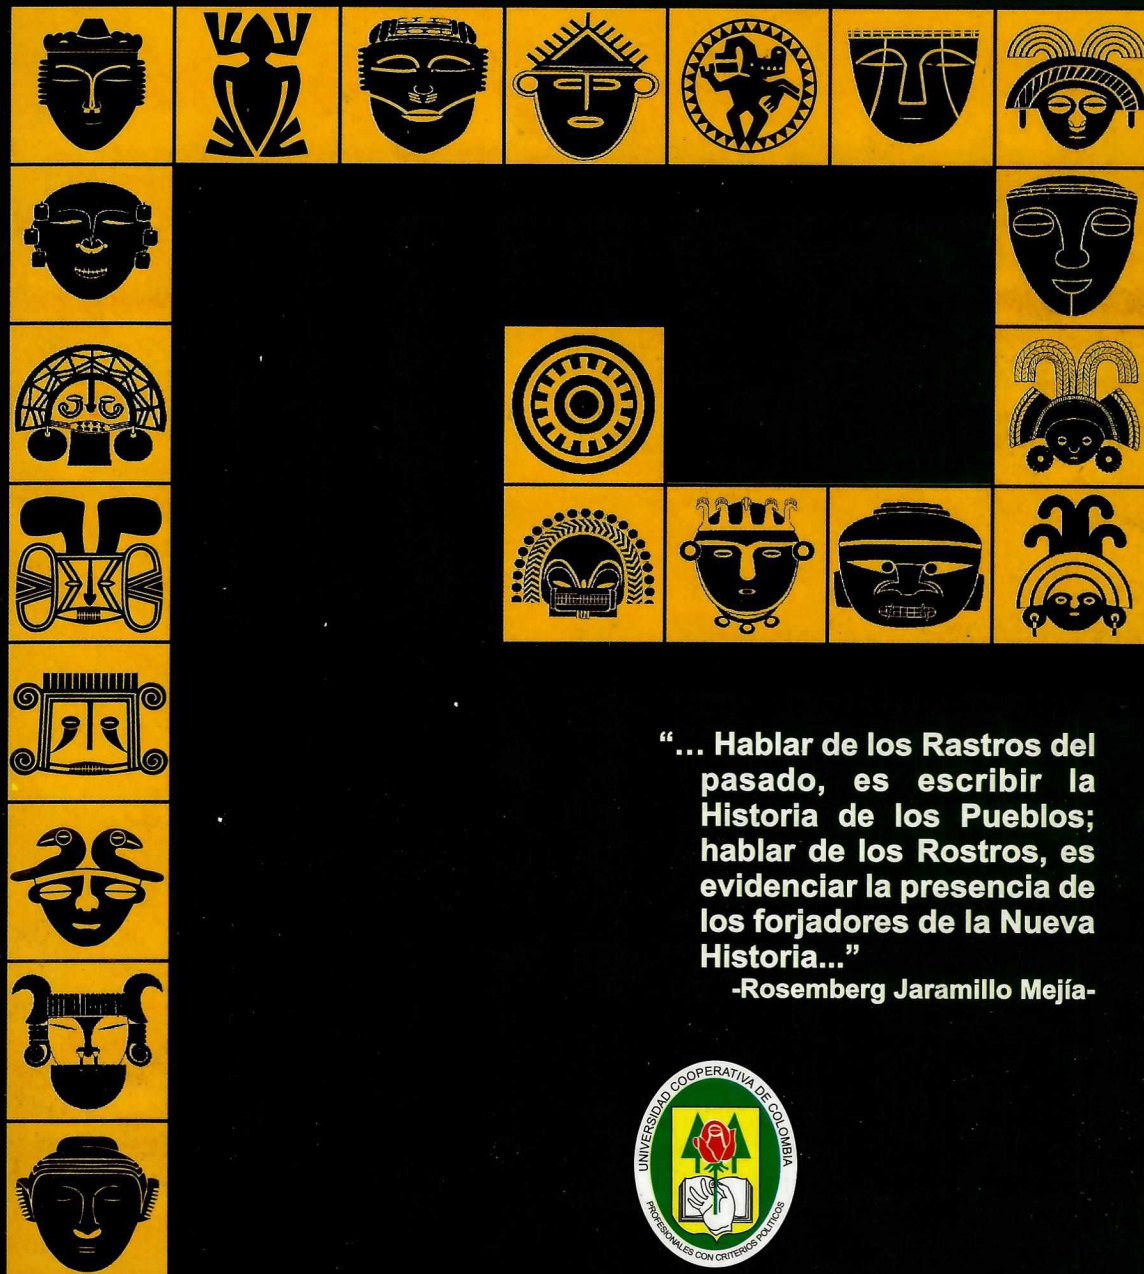 “... Hablar de los Rastros del
pasado, es escribir la
Historia de los Pueblos;
hablar de los Rostros, es
evidenciar la presencia de
los forjadores de la Nueva
Historia...”
-Rosemberg Jaramillo Mejía-
UNIVERSIDAD COOPERATIVA DE COLOMBIA
PROFESIONALES CON CRITERIOS POLITICOS